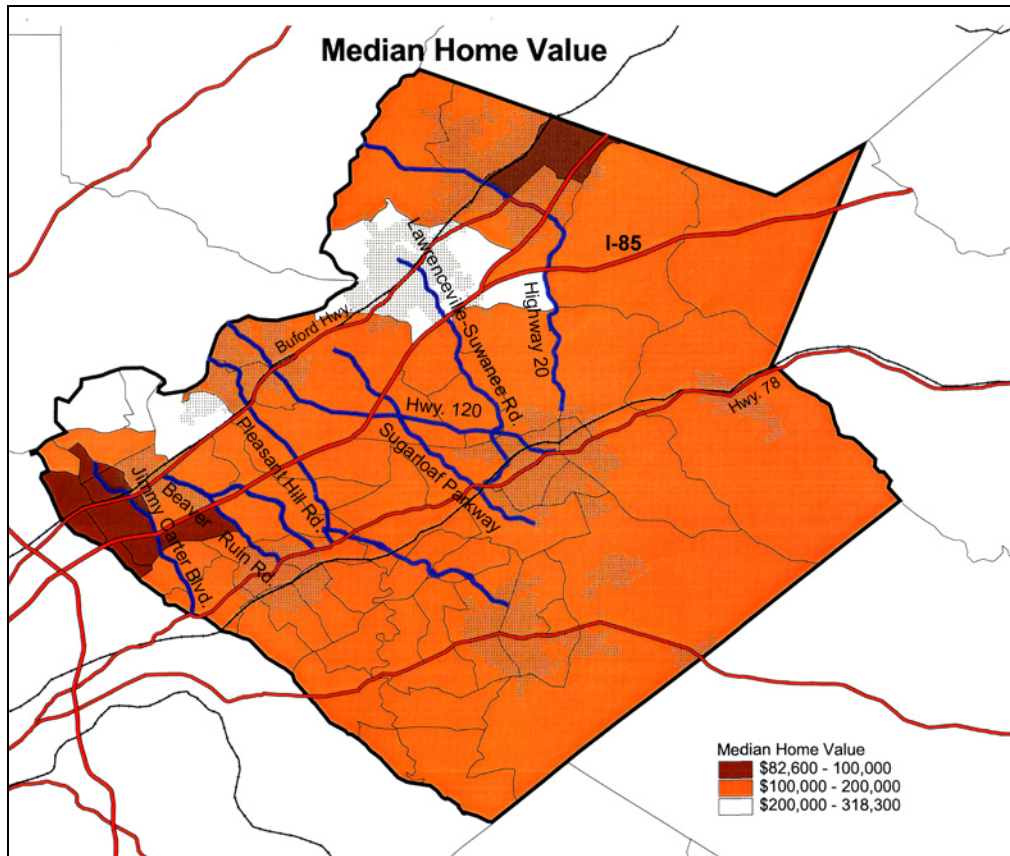 Median Home Value
I-85
Lawrenceville-Suwanee Rd.
Highway 20
Buford Hwy.
Hwy. 120
Hwy. 78
Sugarloaf Parkway
Pleasant Hill Rd.
Beaver Ruin Rd.
Jimmy Carter Blvd.
Median Home Value
$82,600 - 100,000
$100,000 - 200,000
$200,000 - 318,300